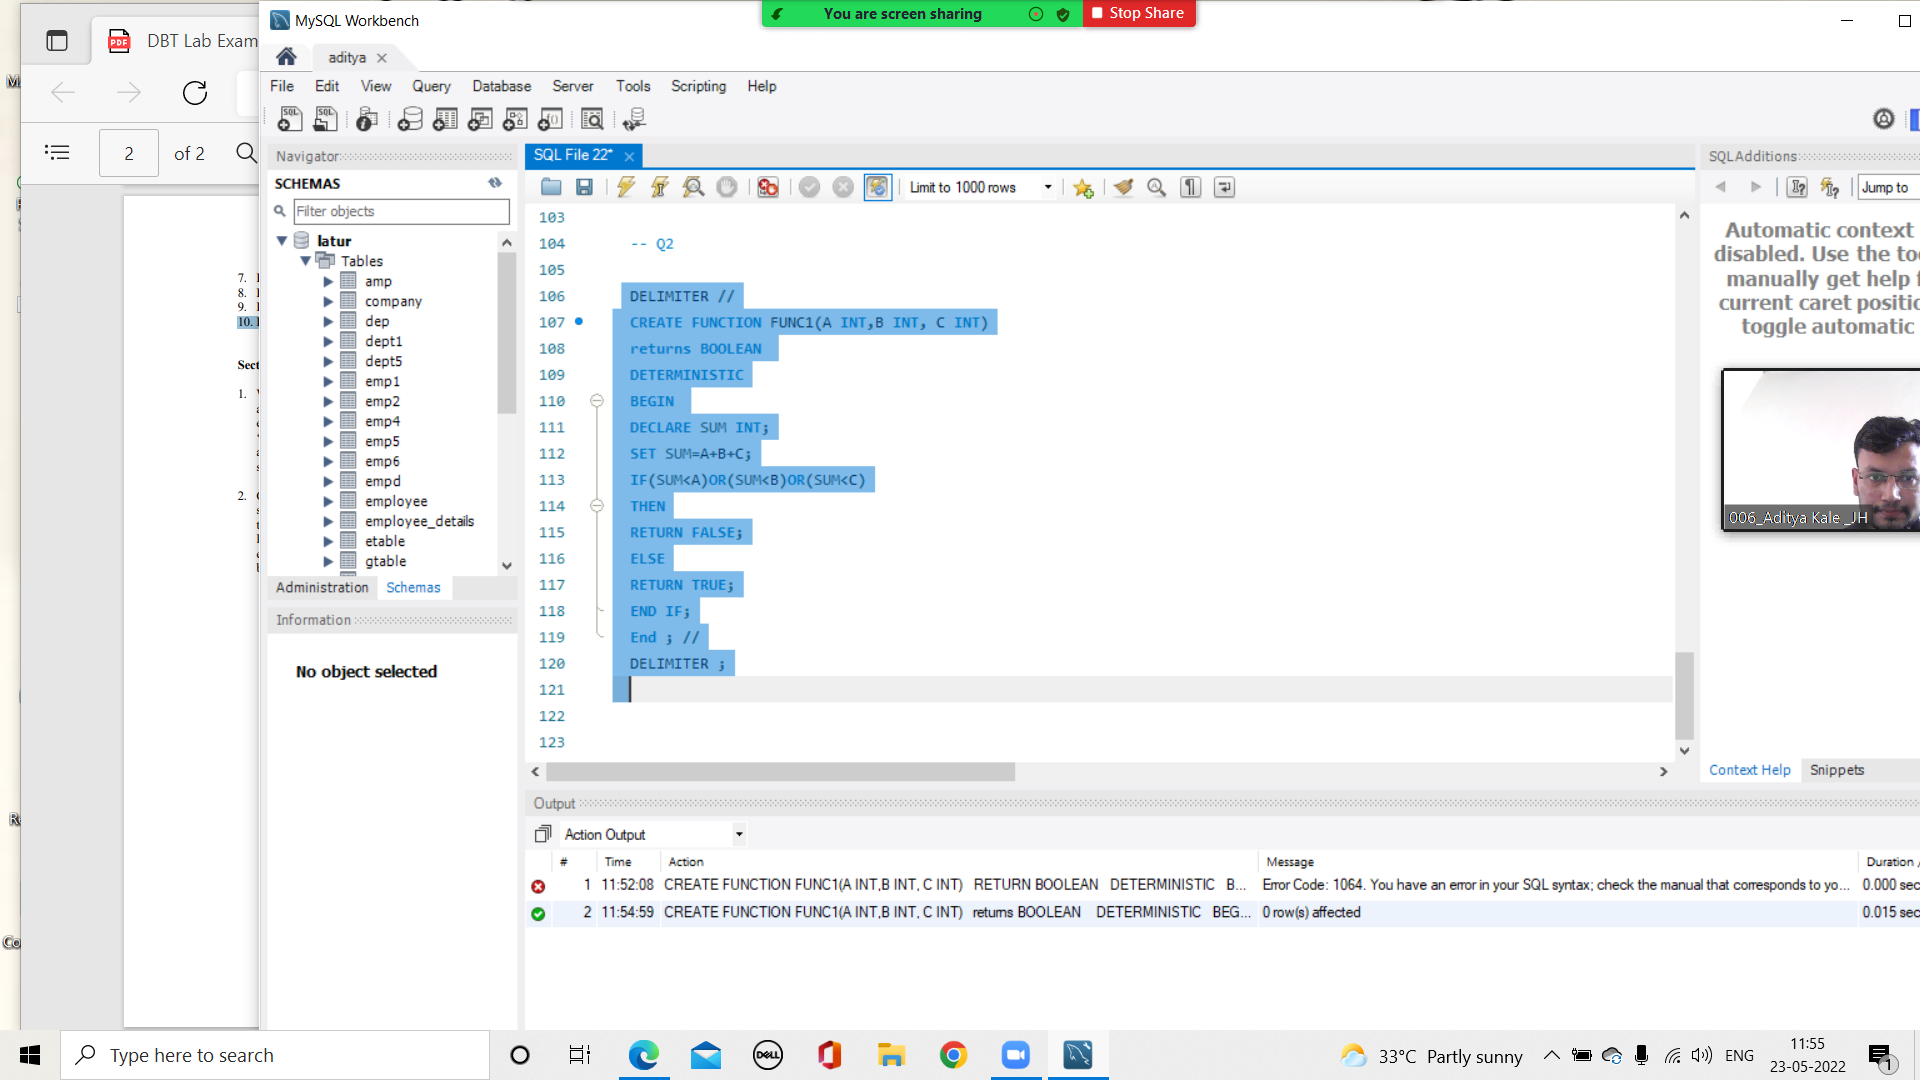 You are screen sharing
Stop Share
MySQL Workbench
DBT Lab Exam
aditya
File Edit View Query Database Server Tools Scripting Help
2 of 2
Navigator
SCHEMAS
Filter objects
latur
Tables
amp
company
dep
dept1
dept5
emp1
emp2
emp4
emp5
emp6
empd
employee
employee_details
etable
gtable
Administration Schemas
Information
No object selected
7.
8.
9.
10.
Sect
1.
2.
SQL File 22*
Limit to 1000 rows
103
104 -- Q2
105
106 DELIMITER //
107 CREATE FUNCTION FUNC1(A INT,B INT, C INT)
108 returns BOOLEAN
109 DETERMINISTIC
110 BEGIN
111 DECLARE SUM INT;
112 SET SUM=A+B+C;
113 IF(SUM<A)OR(SUM<B)OR(SUM<C)
114 THEN
115 RETURN FALSE;
116 ELSE
117 RETURN TRUE;
118 END IF;
119 End ; //
120 DELIMITER ;
121
122
123
SQLAdditions
Jump to
Automatic context
disabled. Use the too
manually get help f
current caret positio
toggle automatic
006_Aditya Kale _JH
Context Help Snippets
Output
Action Output
# Time Action Message Duration /
1 11:52:08 CREATE FUNCTION FUNC1(A INT,B INT, C INT) RETURN BOOLEAN DETERMINISTIC B... Error Code: 1064. You have an error in your SQL syntax; check the manual that corresponds to yo... 0.000 sec
2 11:54:59 CREATE FUNCTION FUNC1(A INT,B INT, C INT) returns BOOLEAN DETERMINISTIC BEG... 0 row(s) affected 0.015 sec
Type here to search
DELL
33°C Partly sunny
ENG
11:55
23-05-2022
1